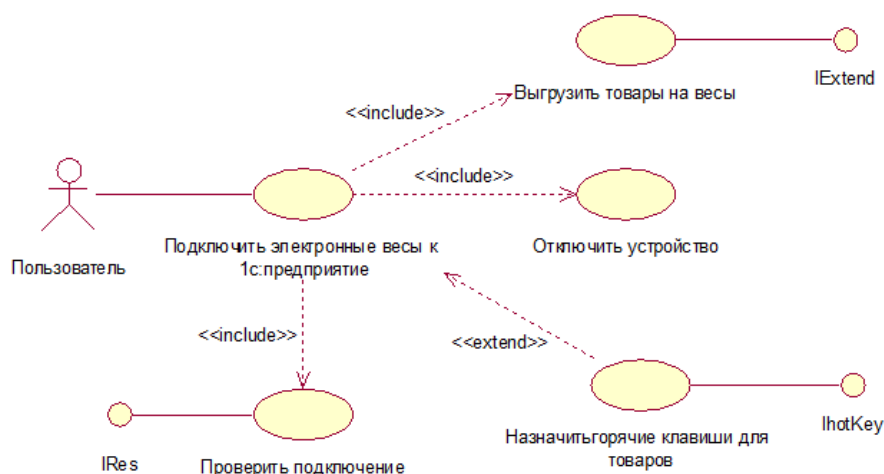 IExtend
Выгрузить товары на весы
<<include>>
<<include>>
Подключить электронные весы к
1с:предприятие
Отключить устройство
Пользователь
<<include>>
<<extend>>
Назначитьгорячие клавиши для
товаров
IhotKey
IRes
Проверить подключение